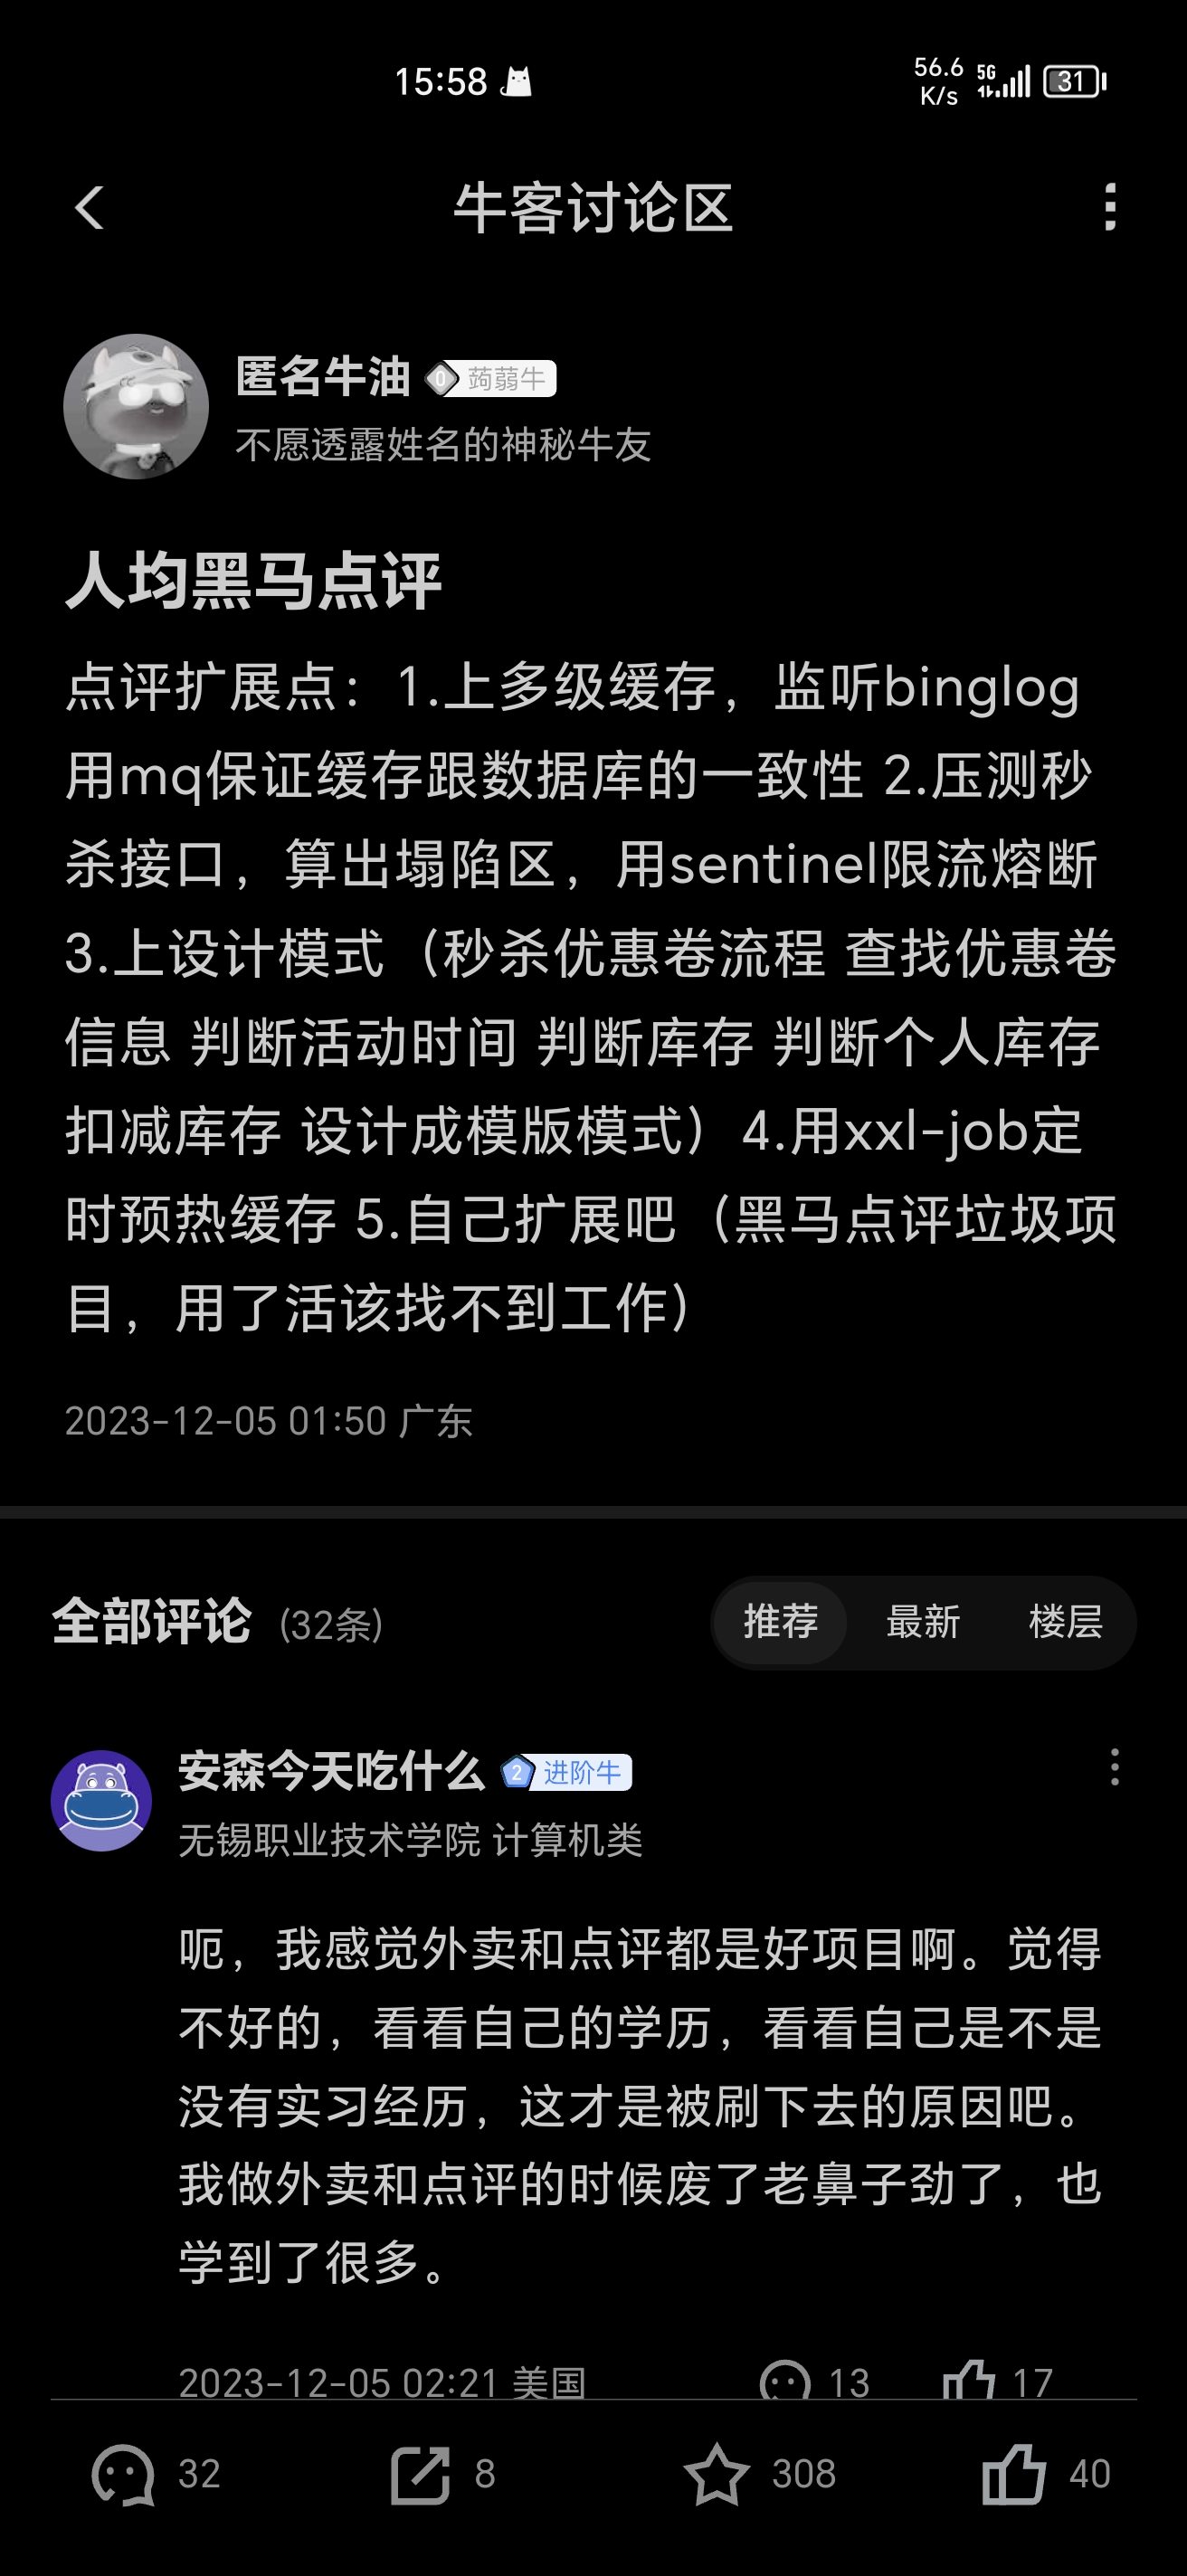 15:58
56.6
K/s
5G
31
牛客讨论区
匿名牛油 0 蒟蒻牛
不愿透露姓名的神秘牛友
人均黑马点评
点评扩展点：1.上多级缓存，监听binglog
用mq保证缓存跟数据库的一致性 2.压测秒
杀接口，算出塌陷区，用sentinel限流熔断
3.上设计模式（秒杀优惠卷流程 查找优惠卷
信息 判断活动时间 判断库存 判断个人库存
扣减库存 设计成模版模式）4.用xxl-job定
时预热缓存 5.自己扩展吧（黑马点评垃圾项
目，用了活该找不到工作）
2023-12-05 01:50 广东
全部评论 (32条)
推荐 最新 楼层
安森今天吃什么 2 进阶牛
无锡职业技术学院 计算机类
呃，我感觉外卖和点评都是好项目啊。觉得
不好的，看看自己的学历，看看自己是不是
没有实习经历，这才是被刷下去的原因吧。
我做外卖和点评的时候废了老鼻子劲了，也
学到了很多。
2023-12-05 02:21 美国 13 17
32 8 308 40